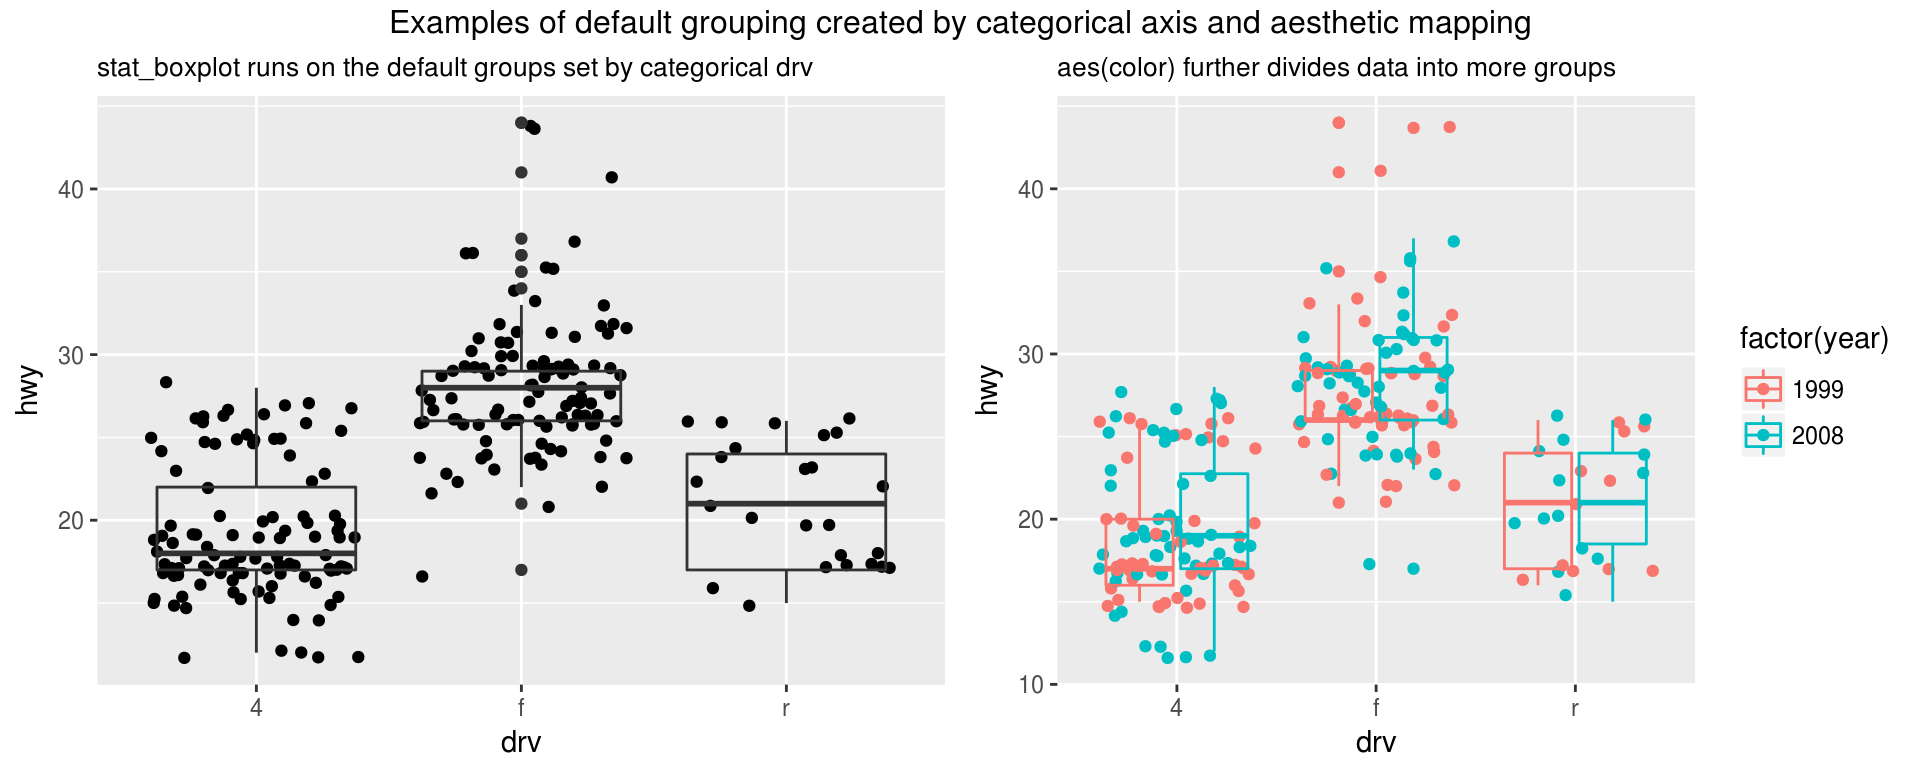 Examples of default grouping created by categorical axis and aesthetic mapping
stat_boxplot runs on the default groups set by categorical drv
40
30
20
hwy
4 f r
drv
aes(color) further divides data into more groups
40
30
20
10
hwy
4 f r
drv
factor(year)
1999
2008